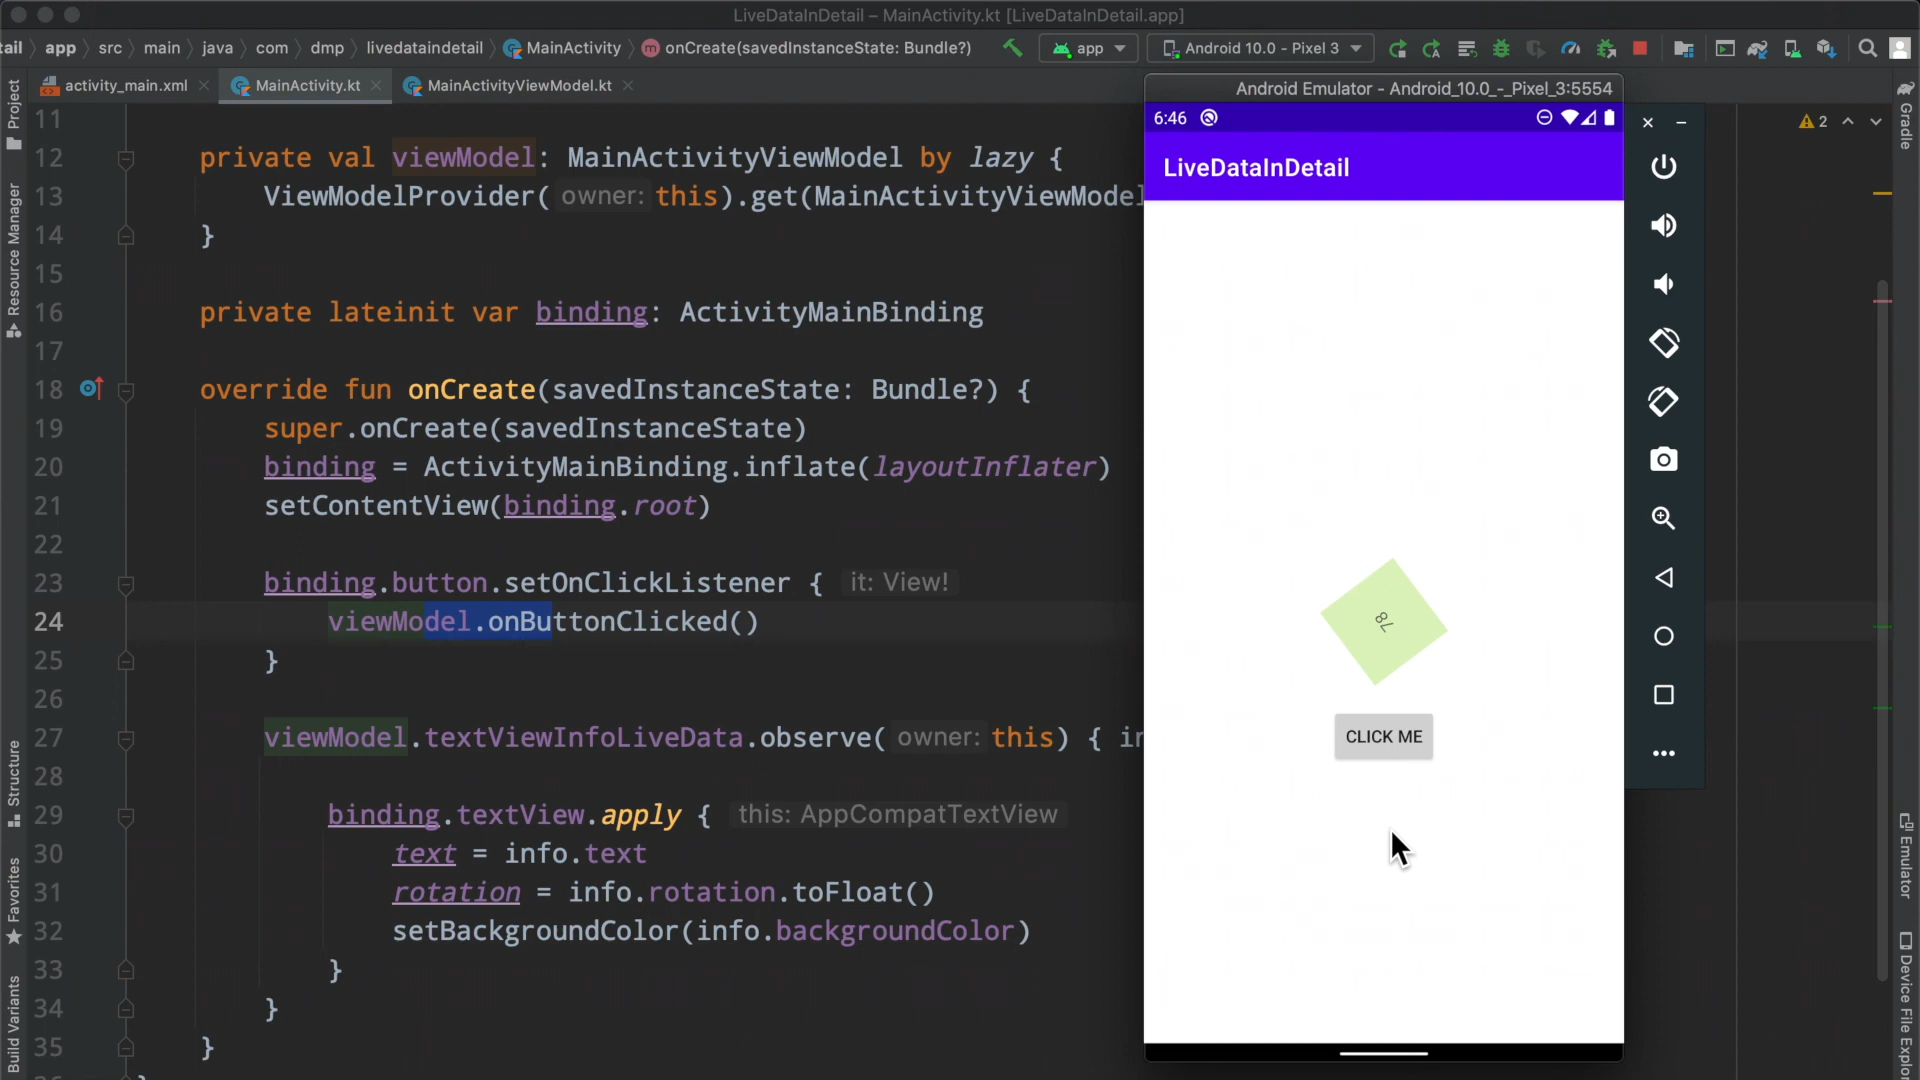 LiveDataInDetail – MainActivity.kt [LiveDataInDetail.app]
tail app src main java com dmp livedataindetail MainActivity onCreate(savedInstanceState: Bundle?) app Android 10.0 - Pixel 3
activity_main.xml MainActivity.kt MainActivityViewModel.kt
Project
Resource Manager
Structure
Favorites
Build Variants
11
12 private val viewModel: MainActivityViewModel by lazy {
13 ViewModelProvider( owner: this).get(MainActivityViewModel
14 }
15
16 private lateinit var binding: ActivityMainBinding
17
18 override fun onCreate(savedInstanceState: Bundle?) {
19 super.onCreate(savedInstanceState)
20 binding = ActivityMainBinding.inflate(layoutInflater)
21 setContentView(binding.root)
22
23 binding.button.setOnClickListener { it: View!
24 viewModel.onButtonClicked()
25 }
26
27 viewModel.textViewInfoLiveData.observe( owner: this) { in
28
29 binding.textView.apply { this: AppCompatTextView
30 text = info.text
31 rotation = info.rotation.toFloat()
32 setBackgroundColor(info.backgroundColor)
33 }
34 }
35 }
Android Emulator - Android_10.0_-_Pixel_3:5554
6:46
LiveDataInDetail
78
CLICK ME
2
Gradle
Emulator
Device File Explor